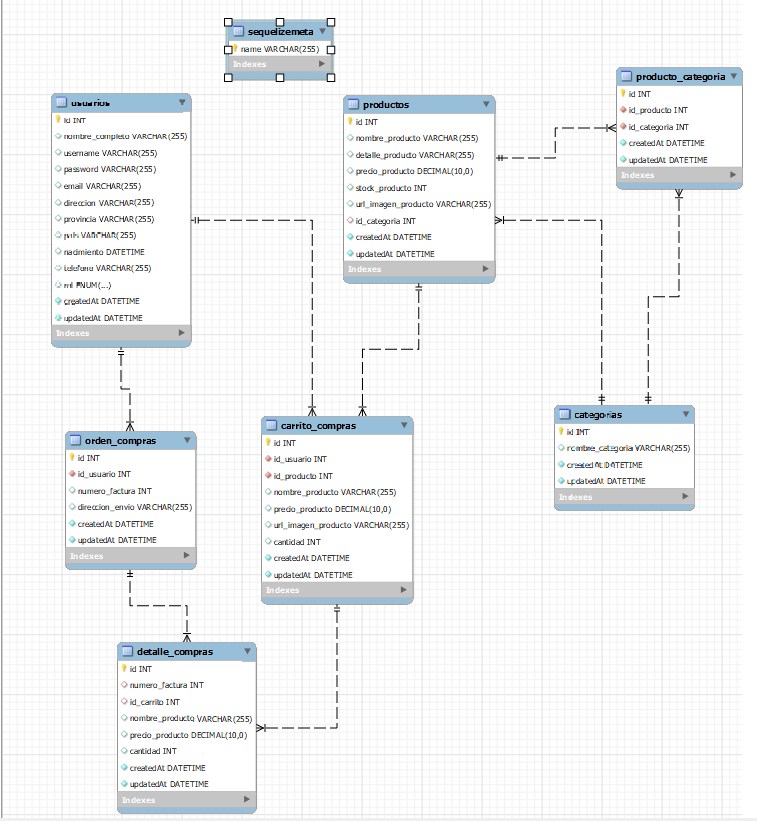 sequelizemeta
name VARCHAR(255)
Indexes
usuarios
id INT
nombre_completo VARCHAR(255)
username VARCHAR(255)
password VARCHAR(255)
email VARCHAR(255)
direccion VARCHAR(255)
provincia VARCHAR(255)
VARCHAR(255)
nacimiento DATETIME
telefono VARCHAR(255)
ENUM(...)
createdAt DATETIME
updatedAt DATETIME
Indexes
productos
id INT
nombre_producto VARCHAR(255)
detalle_producto VARCHAR(255)
precio_producto DECIMAL(10,0)
stock_producto INT
url_imagen_producto VARCHAR(255)
id_categoria INT
createdAt DATETIME
updatedAt DATETIME
Indexes
producto_categoria
id INT
id_producto INT
id_categoria INT
createdAt DATETIME
updatedAt DATETIME
Indexes
orden_compras
id INT
id_usuario INT
numero_factura INT
direccion_envio VARCHAR(255)
createdAt DATETIME
updatedAt DATETIME
Indexes
carrito_compras
id INT
id_usuario INT
id_producto INT
nombre_producto VARCHAR(255)
precio_producto DECIMAL(10,0)
url_imagen_producto VARCHAR(255)
cantidad INT
createdAt DATETIME
updatedAt DATETIME
Indexes
categorias
id INT
nombre_categoria VARCHAR(255)
createdAt DATETIME
updatedAt DATETIME
Indexes
detalle_compras
id INT
numero_factura INT
id_carrito INT
nombre_producto VARCHAR(255)
precio_producto DECIMAL(10,0)
cantidad INT
createdAt DATETIME
updatedAt DATETIME
Indexes